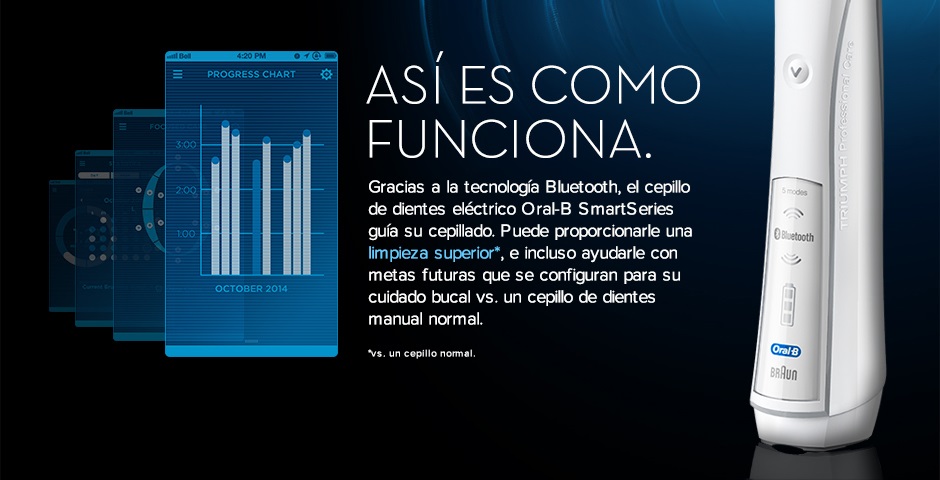 Bell 4:20 PM
PROGRESS CHART
3:00
2:00
1:00
OCTOBER 2014
ASÍ ES COMO
FUNCIONA.
Gracias a la tecnología Bluetooth, el cepillo
de dientes eléctrico Oral-B SmartSeries
guía su cepillado. Puede proporcionarle una
limpieza superior*, e incluso ayudarle con
metas futuras que se configuran para su
cuidado bucal vs. un cepillo de dientes
manual normal.
*vs. un cepillo normal.
TRIUMPH Professional Care
5 modes
Bluetooth
Oral-B
BRAUN